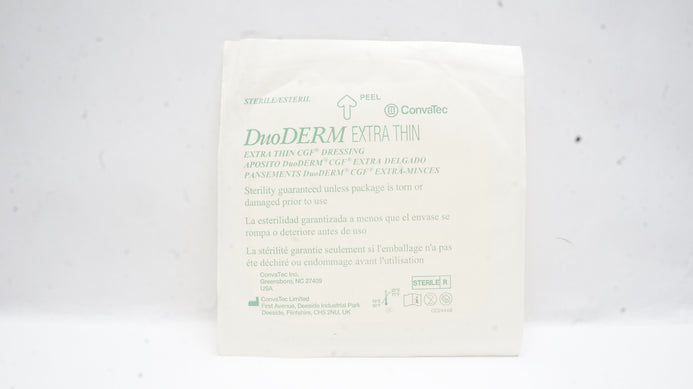 STERILE/ESTERIL
PEEL
ConvaTec
DuoDERM EXTRA THIN
EXTRA THIN CGF® DRESSING
APOSITO DuoDERM® CGF® EXTRA DELGADO
PANSEMENTS DuoDERM® CGF® EXTRA-MINCES
Sterility guaranteed unless package is torn or
damaged prior to use
La esterilidad garantizada a menos que el envase se
rompa o deteriore antes de uso
La stérilité garantie seulement si l'emballage n'a pas
éte déchiré ou endommage avant l'utilisation
ConvaTec Inc.
Greensboro, NC 27409
USA
STERILE R
ConvaTec Limited
First Avenue, Deeside Industrial Park
Deeside, Flintshire, CH5 2NU, UK